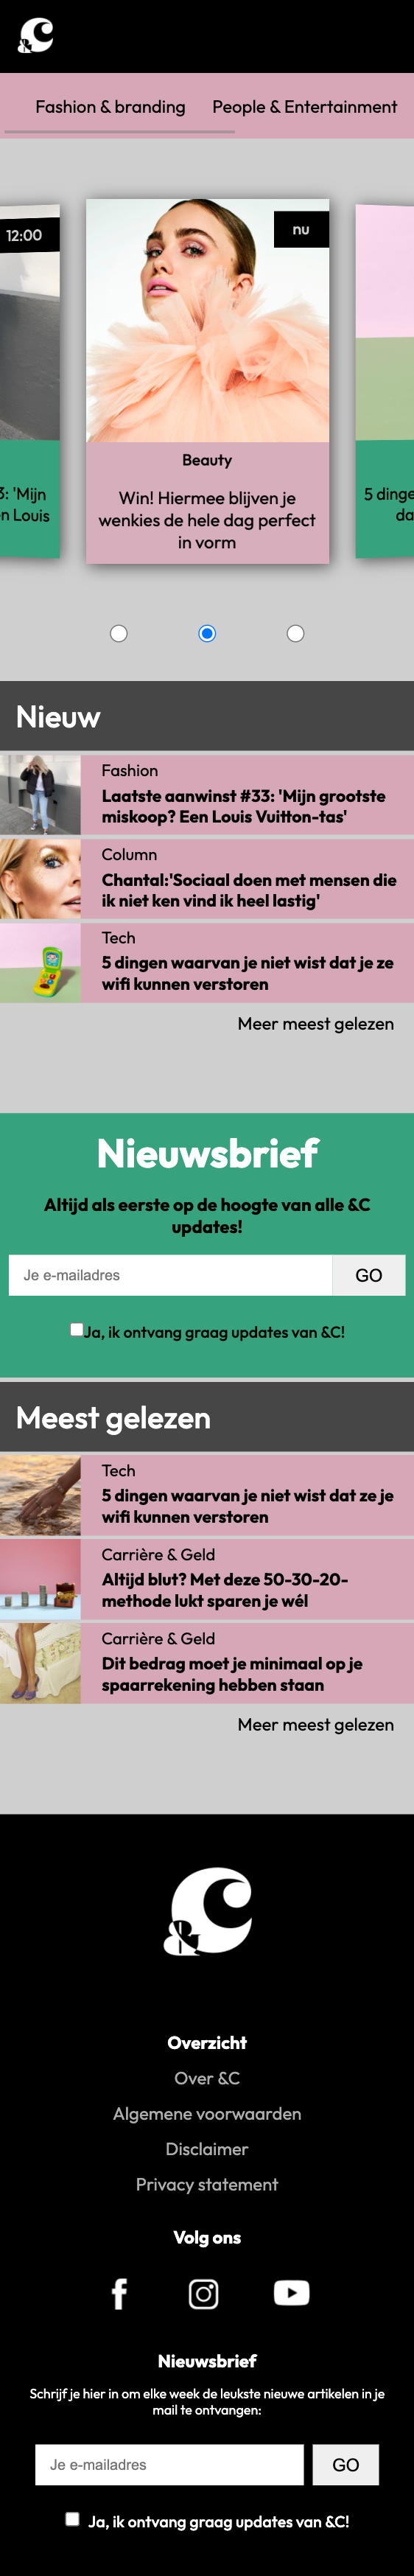 &C
Fashion & branding People & Entertainment
12:00
nu
Beauty
3: 'Mijn
n Louis
Win! Hiermee blijven je
wenkies de hele dag perfect
in vorm
5 dinge
da
Nieuw
Fashion
Laatste aanwinst #33: 'Mijn grootste
miskoop? Een Louis Vuitton-tas'
Column
Chantal:'Sociaal doen met mensen die
ik niet ken vind ik heel lastig'
Tech
5 dingen waarvan je niet wist dat je ze
wifi kunnen verstoren
Meer meest gelezen
Nieuwsbrief
Altijd als eerste op de hoogte van alle &C
updates!
Je e-mailadres GO
Ja, ik ontvang graag updates van &C!
Meest gelezen
Tech
5 dingen waarvan je niet wist dat ze je
wifi kunnen verstoren
Carrière & Geld
Altijd blut? Met deze 50-30-20-
methode lukt sparen je wél
Carrière & Geld
Dit bedrag moet je minimaal op je
spaarrekening hebben staan
Meer meest gelezen
&C
Overzicht
Over &C
Algemene voorwaarden
Disclaimer
Privacy statement
Volg ons
Nieuwsbrief
Schrijf je hier in om elke week de leukste nieuwe artikelen in je
mail te ontvangen:
Je e-mailadres GO
Ja, ik ontvang graag updates van &C!